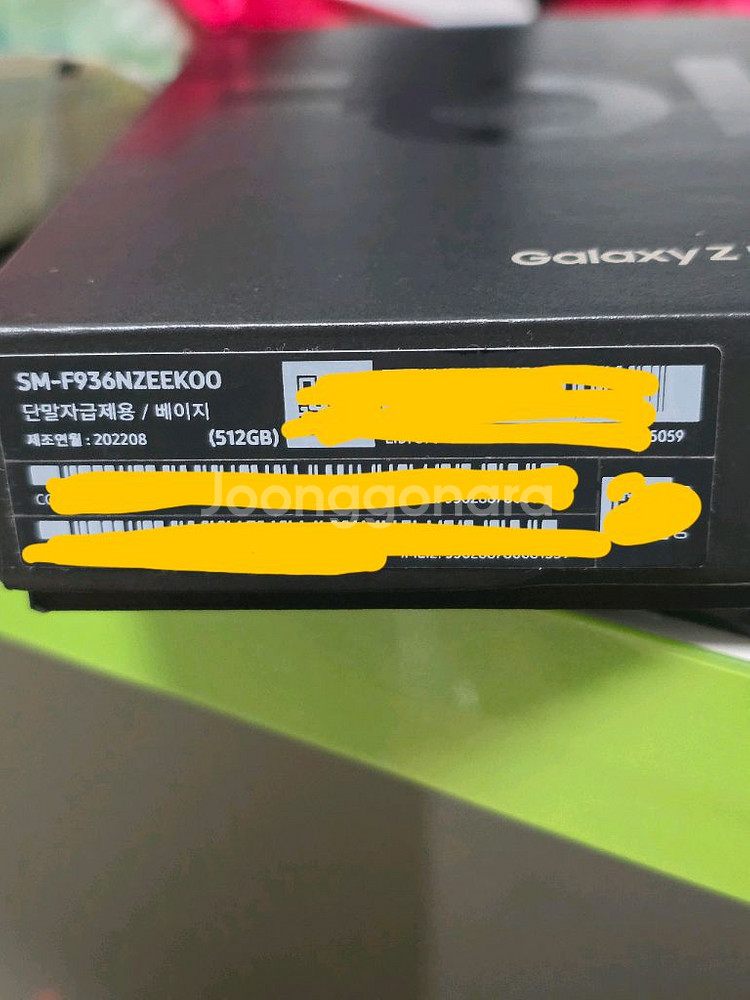 Galaxy Z
SM-F936NZEEKOO
단말자급제용 / 베이지
제조연월 : 202208
(512GB)
5059
Joonggonara